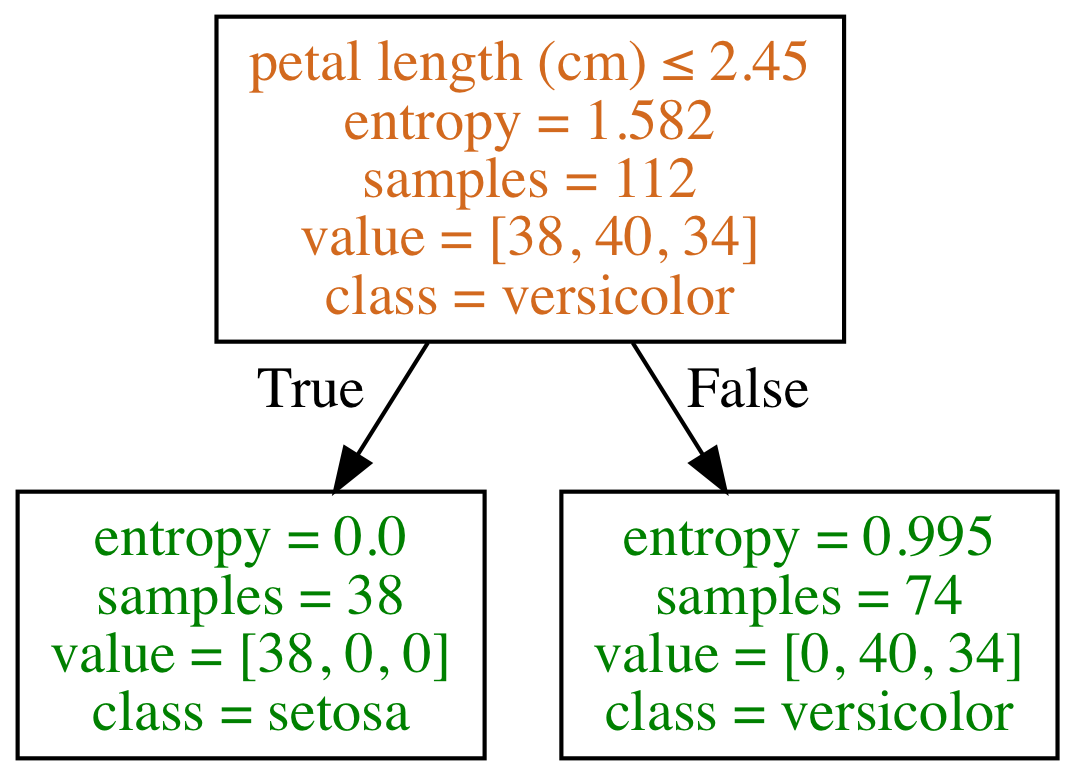 petal length (cm) ≤ 2.45
entropy = 1.582
samples = 112
value = [38, 40, 34]
class = versicolor
True
False
entropy = 0.0
samples = 38
value = [38, 0, 0]
class = setosa
entropy = 0.995
samples = 74
value = [0, 40, 34]
class = versicolor